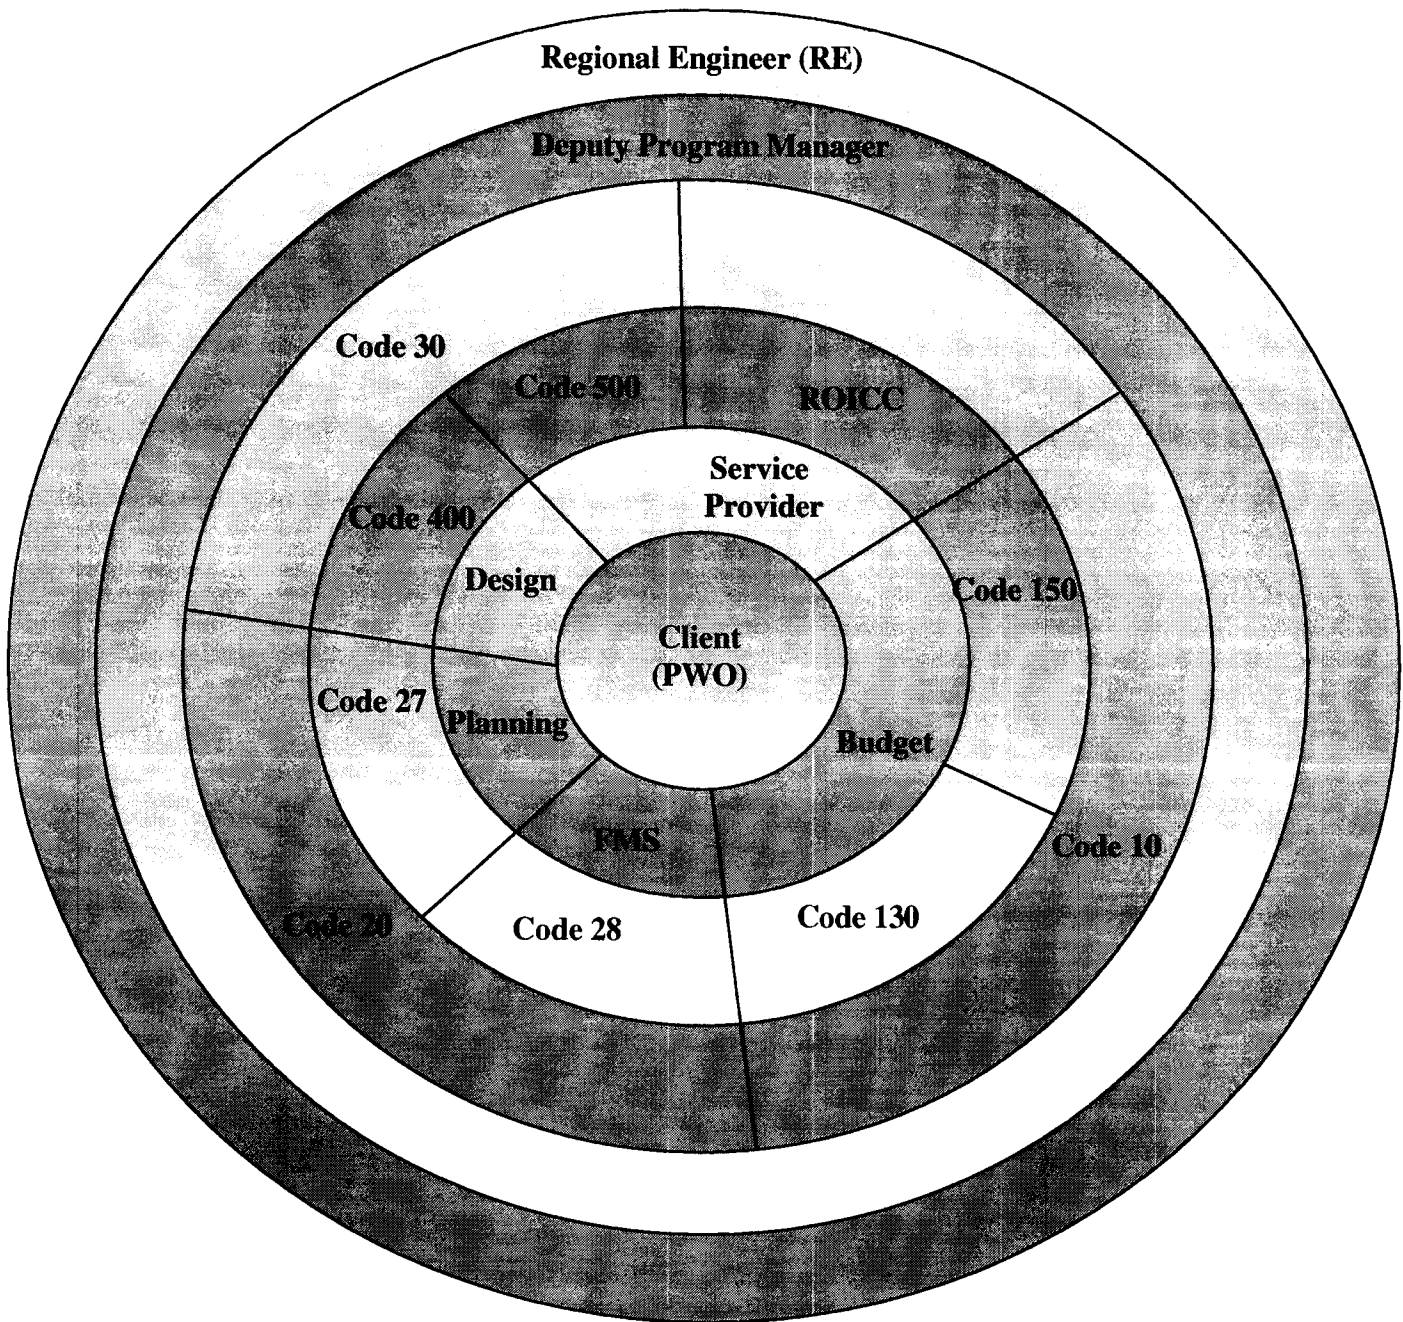 Regional Engineer (RE)
Deputy Program Manager
Code 30
Code 500
ROICC
Service
Provider
Code 400
Design
Code 150
Client
(PWO)
Code 27
Planning
Budget
FMS
Code 10
Code 20
Code 28
Code 130